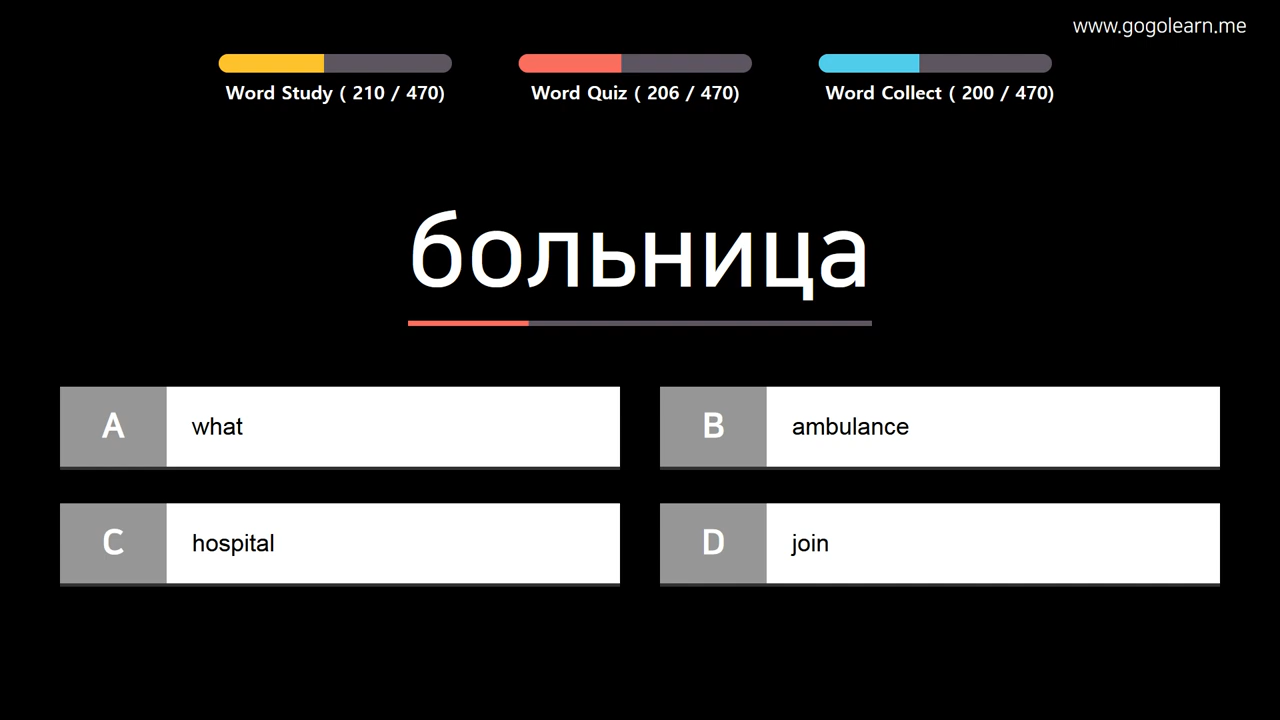 www.gogolearn.me
Word Study ( 210 / 470)
Word Quiz ( 206 / 470)
Word Collect ( 200 / 470)
больница
A what
B ambulance
C hospital
D join